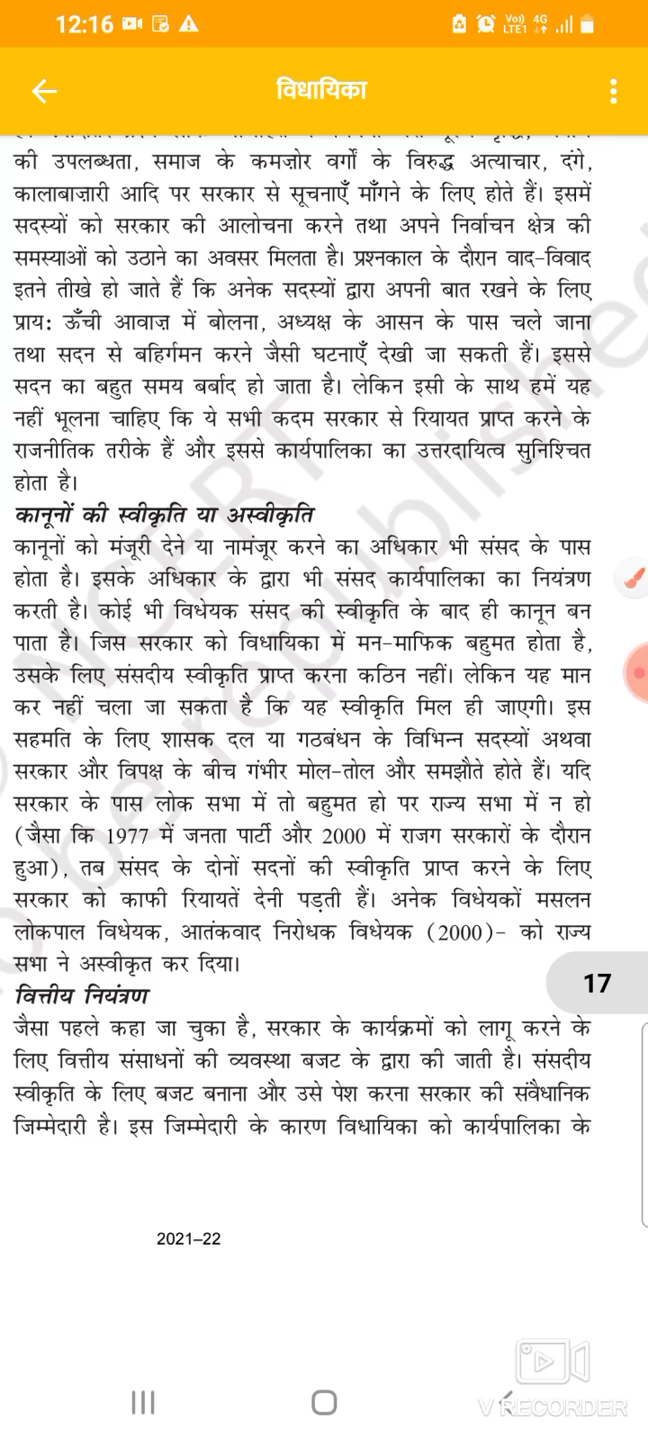 12:16
Vo)) 4G
LTE1
विधायिका
की उपलब्धता, समाज के कमज़ोर वर्गों के विरुद्ध अत्याचार, दंगे,
कालाबाज़ारी आदि पर सरकार से सूचनाएँ माँगने के लिए होते हैं। इसमें
सदस्यों को सरकार की आलोचना करने तथा अपने निर्वाचन क्षेत्र की
समस्याओं को उठाने का अवसर मिलता है। प्रश्नकाल के दौरान वाद-विवाद
इतने तीखे हो जाते हैं कि अनेक सदस्यों द्वारा अपनी बात रखने के लिए
प्राय: ऊँची आवाज़ में बोलना, अध्यक्ष के आसन के पास चले जाना
तथा सदन से बहिर्गमन करने जैसी घटनाएँ देखी जा सकती हैं। इससे
सदन का बहुत समय बर्बाद हो जाता है। लेकिन इसी के साथ हमें यह
नहीं भूलना चाहिए कि ये सभी कदम सरकार से रियायत प्राप्त करने के
राजनीतिक तरीके हैं और इससे कार्यपालिका का उत्तरदायित्व सुनिश्चित
होता है।
कानूनों की स्वीकृति या अस्वीकृति
कानूनों को मंजूरी देने या नामंजूर करने का अधिकार भी संसद के पास
होता है। इसके अधिकार के द्वारा भी संसद कार्यपालिका का नियंत्रण
करती है। कोई भी विधेयक संसद की स्वीकृति के बाद ही कानून बन
पाता है। जिस सरकार को विधायिका में मन-माफिक बहुमत होता है,
उसके लिए संसदीय स्वीकृति प्राप्त करना कठिन नहीं। लेकिन यह मान
कर नहीं चला जा सकता है कि यह स्वीकृति मिल ही जाएगी। इस
सहमति के लिए शासक दल या गठबंधन के विभिन्न सदस्यों अथवा
सरकार और विपक्ष के बीच गंभीर मोल-तोल और समझौते होते हैं। यदि
सरकार के पास लोक सभा में तो बहुमत हो पर राज्य सभा में न हो
(जैसा कि 1977 में जनता पार्टी और 2000 में राजग सरकारों के दौरान
हुआ), तब संसद के दोनों सदनों की स्वीकृति प्राप्त करने के लिए
सरकार को काफी रियायतें देनी पड़ती हैं। अनेक विधेयकों मसलन
लोकपाल विधेयक, आतंकवाद निरोधक विधेयक (2000)- को राज्य
सभा ने अस्वीकृत कर दिया।
17
वित्तीय नियंत्रण
जैसा पहले कहा जा चुका है, सरकार के कार्यक्रमों को लागू करने के
लिए वित्तीय संसाधनों की व्यवस्था बजट के द्वारा की जाती है। संसदीय
स्वीकृति के लिए बजट बनाना और उसे पेश करना सरकार की संवैधानिक
जिम्मेदारी है। इस जिम्मेदारी के कारण विधायिका को कार्यपालिका के
2021–22
V RECORDER
© NCERT
to be republished